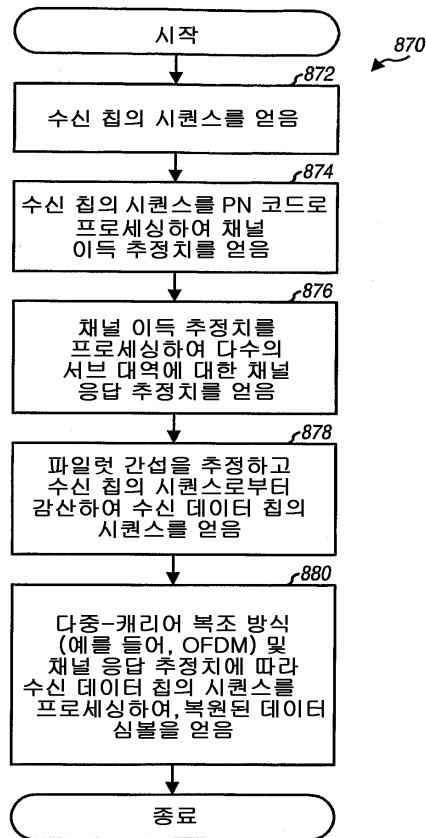 시작
870
872
수신 칩의 시퀀스를 얻음
874
수신 칩의 시퀀스를 PN 코드로
프로세싱하여 채널
이득 추정치를 얻음
876
채널 이득 추정치를
프로세싱하여 다수의
서브 대역에 대한 채널
응답 추정치를 얻음
878
파일럿 간섭을 추정하고
수신 칩의 시퀀스로부터
감산하여 수신 데이터 칩의
시퀀스를 얻음
880
다중-캐리어 복조 방식
(예를 들어, OFDM) 및
채널 응답 추정치에 따라
수신 데이터 칩의 시퀀스를
프로세싱하여, 복원된 데이터
심볼을 얻음
종료